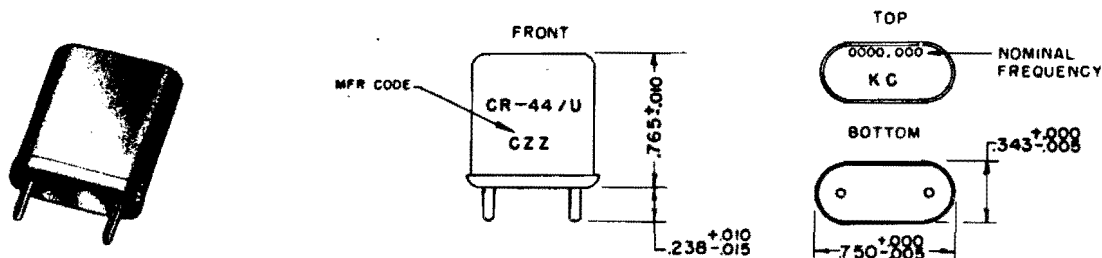 FRONT
MFR CODE
CR-44/U
CZZ
.765±.010
.238+.010-.015
TOP
0000.000
KC
NOMINAL
FREQUENCY
BOTTOM
.343+.000-.005
.750+.000-.005